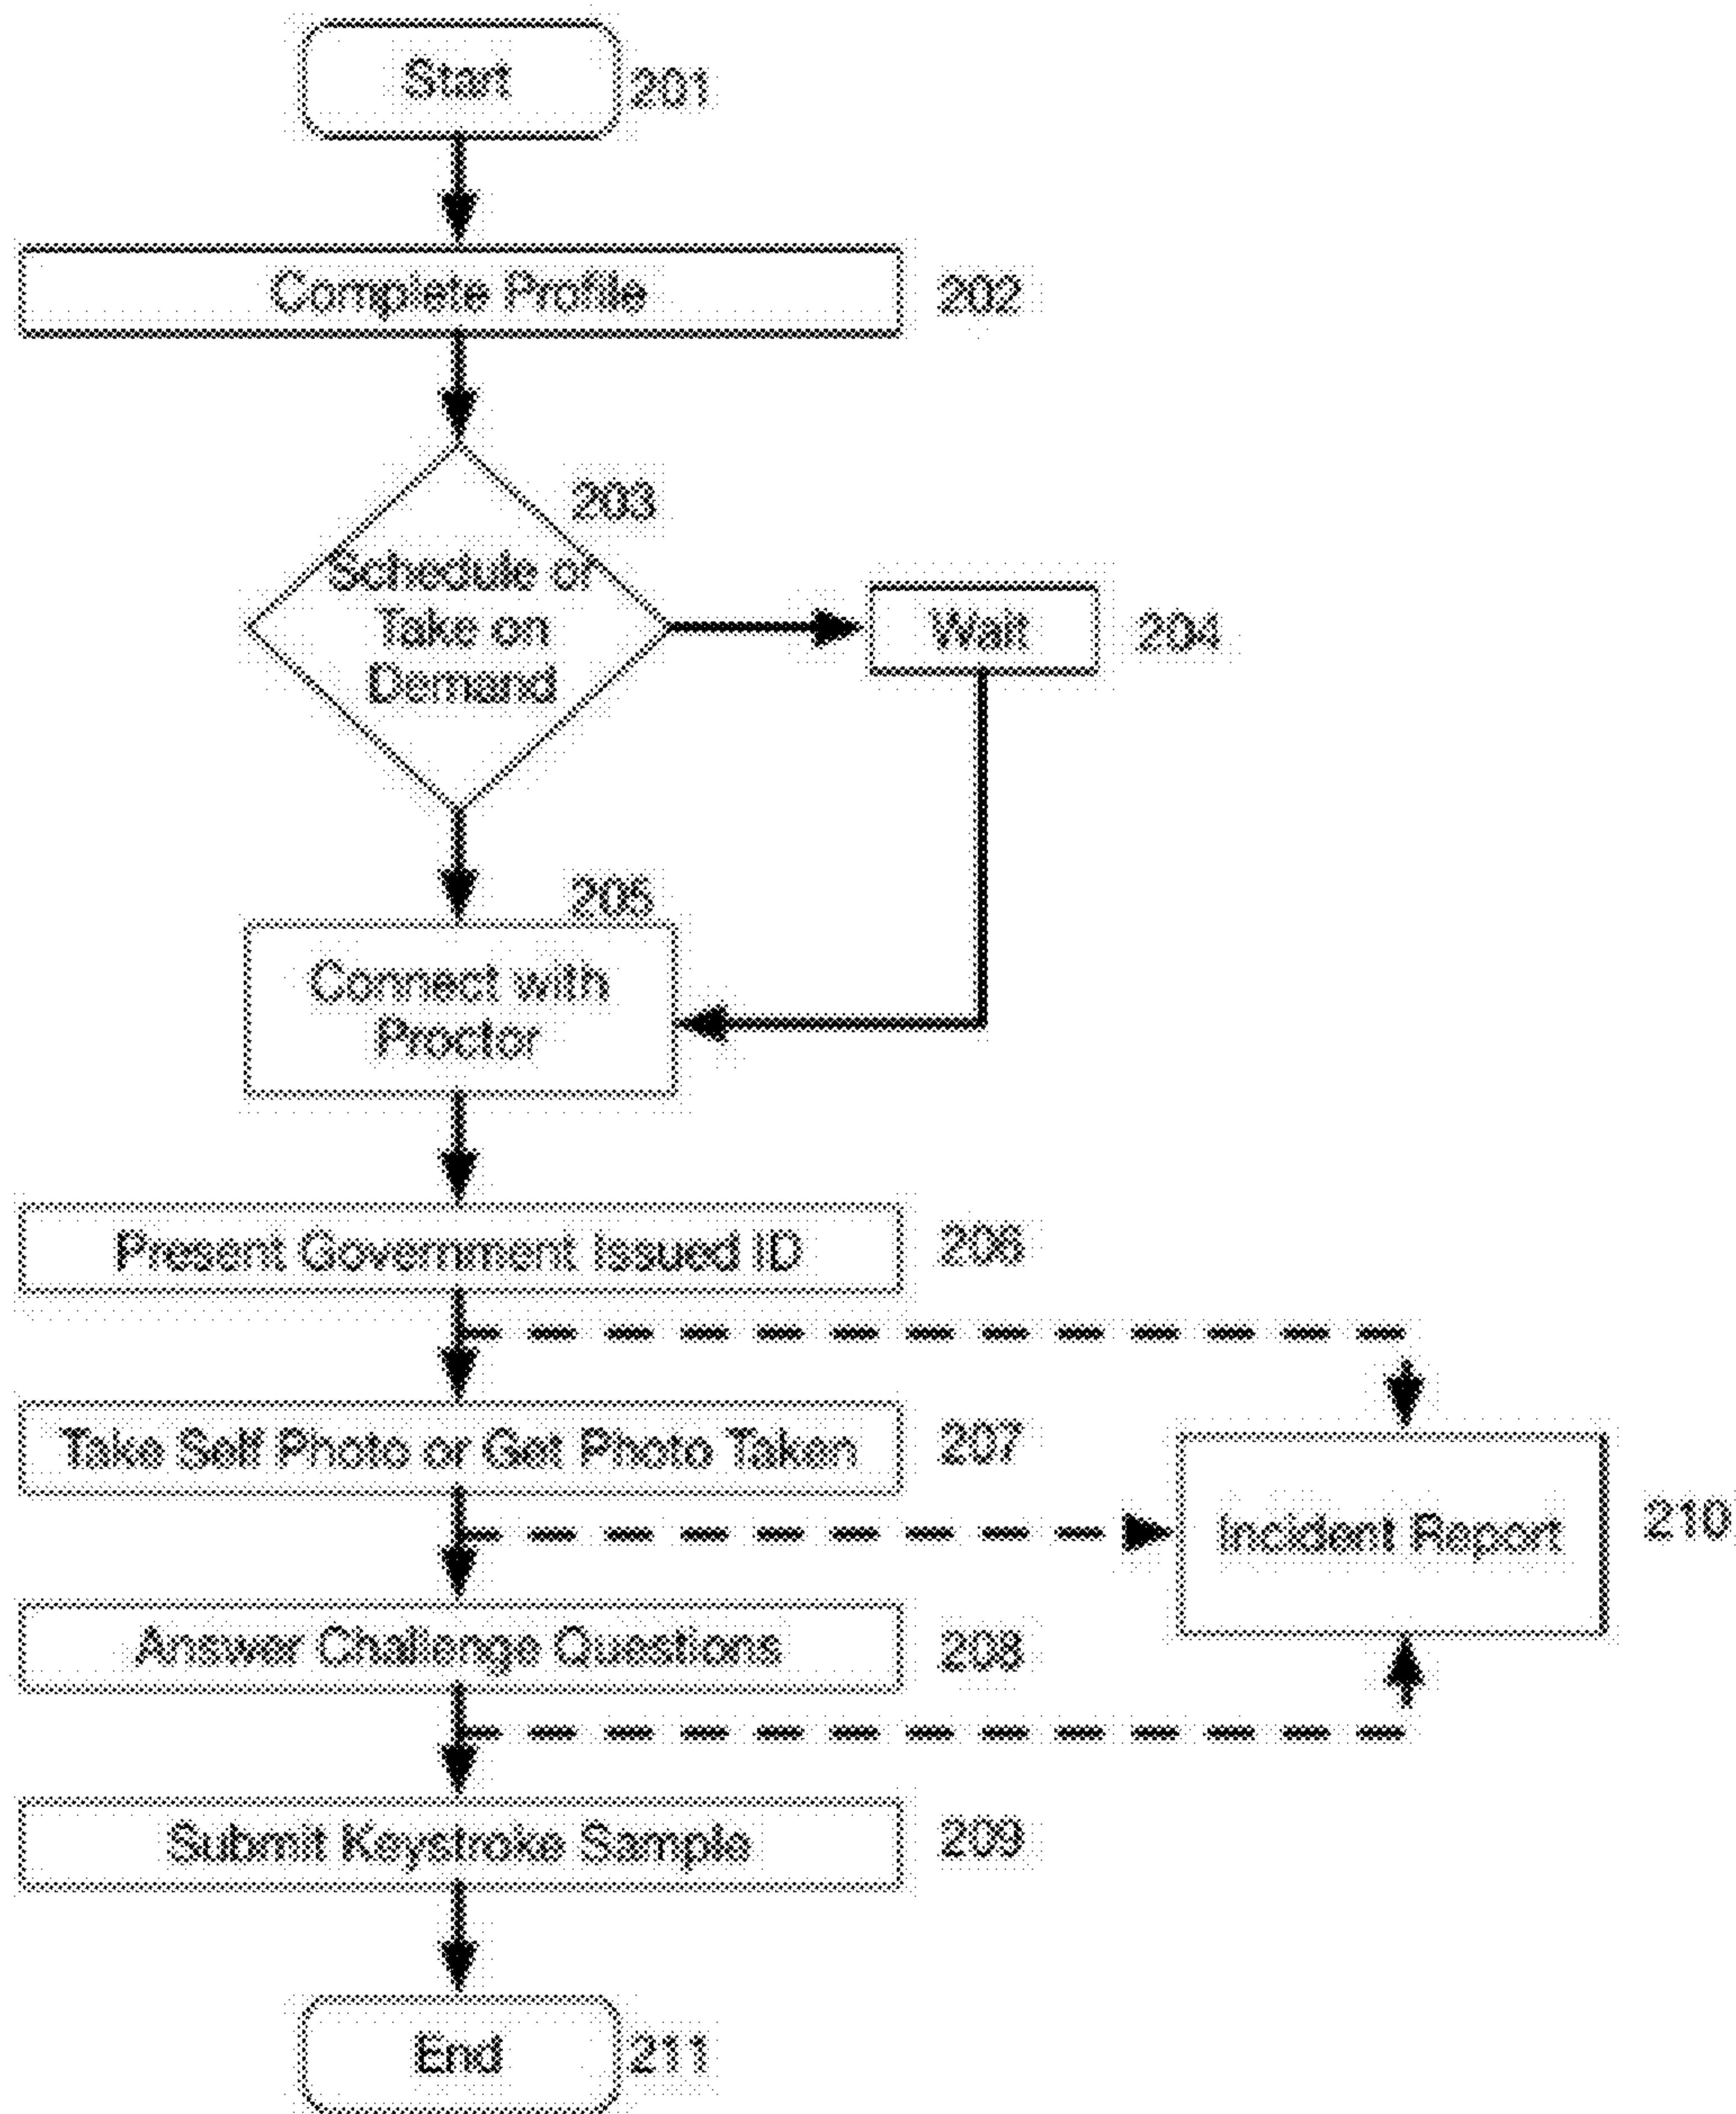 Start
201
Complete Profile
202
203
Schedule or
Take on
Demand
Wait
204
205
Connect with
Proctor
Present Government Issued ID
206
Take Self Photo or Get Photo Taken
207
Incident Report
210
Answer Challenge Questions
208
Submit Keystroke Sample
209
End
211